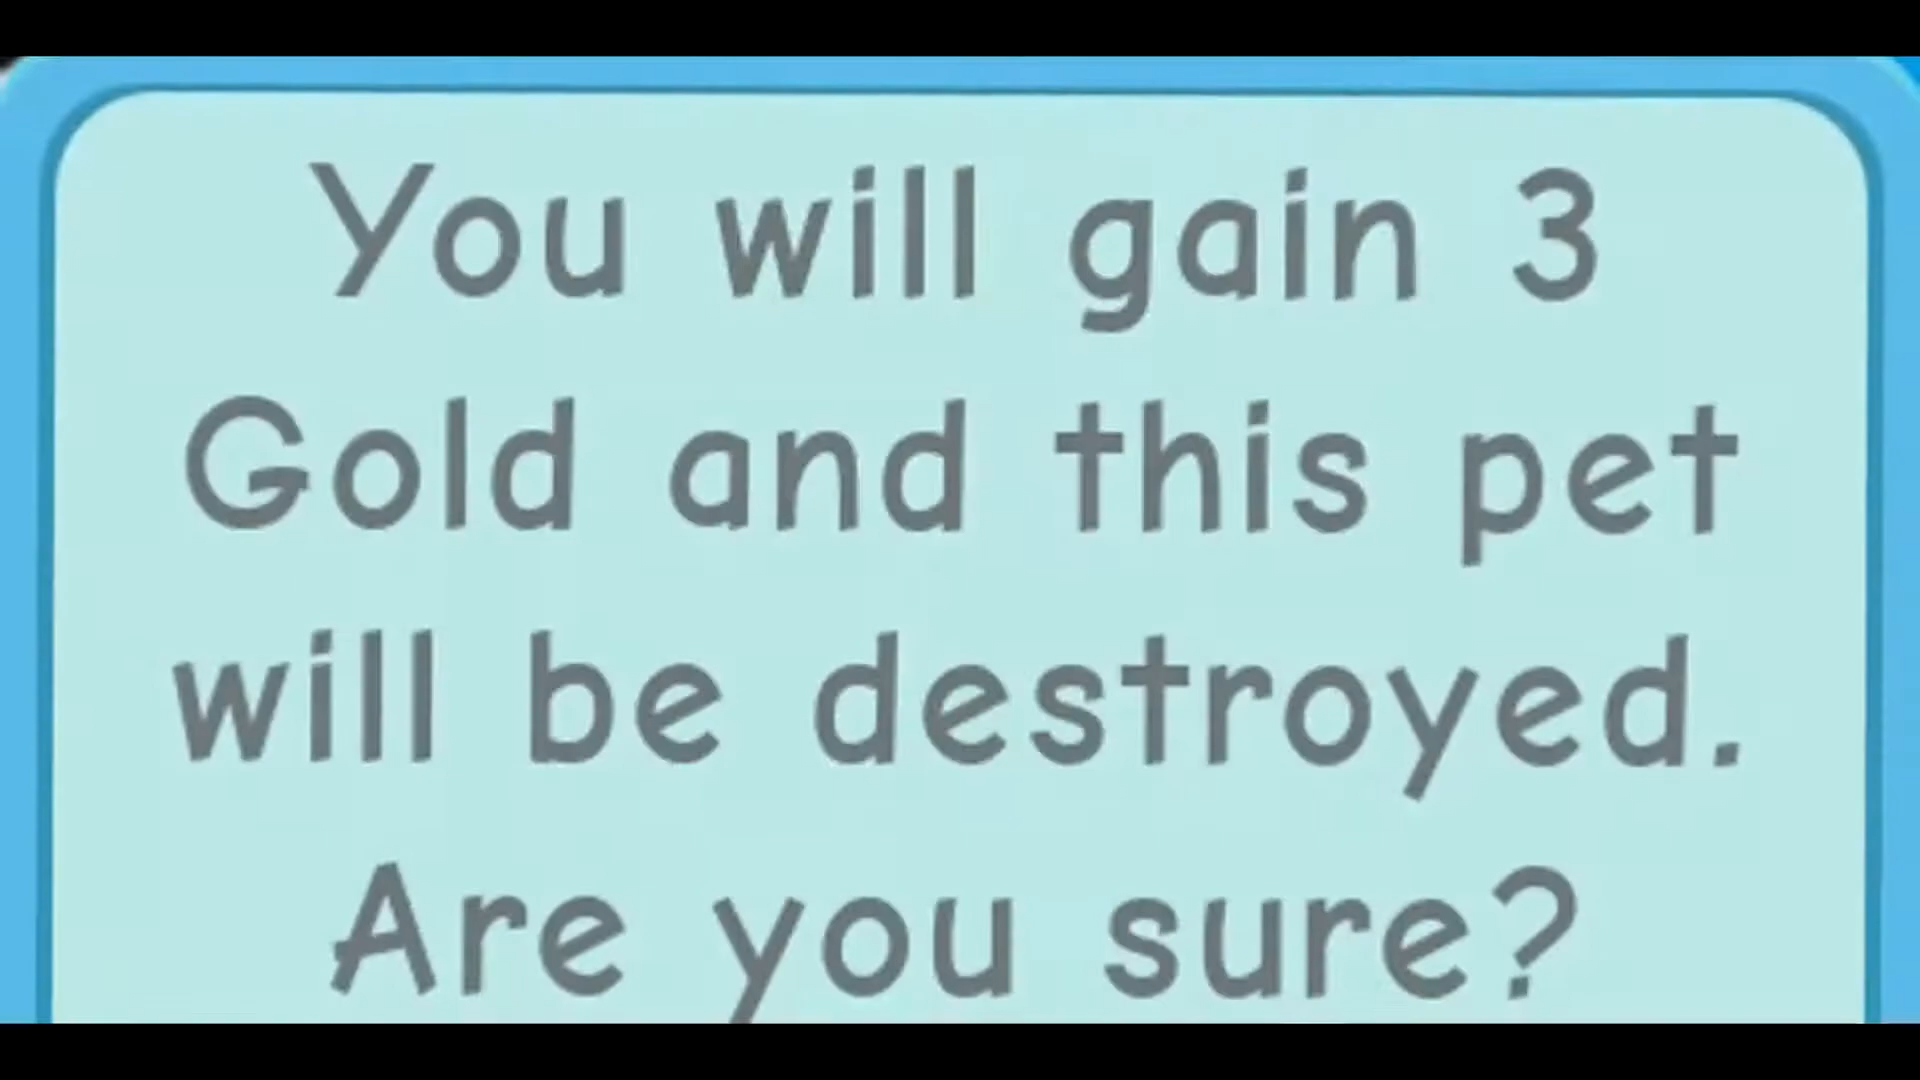 You will gain 3
Gold and this pet
will be destroyed.
Are you sure?